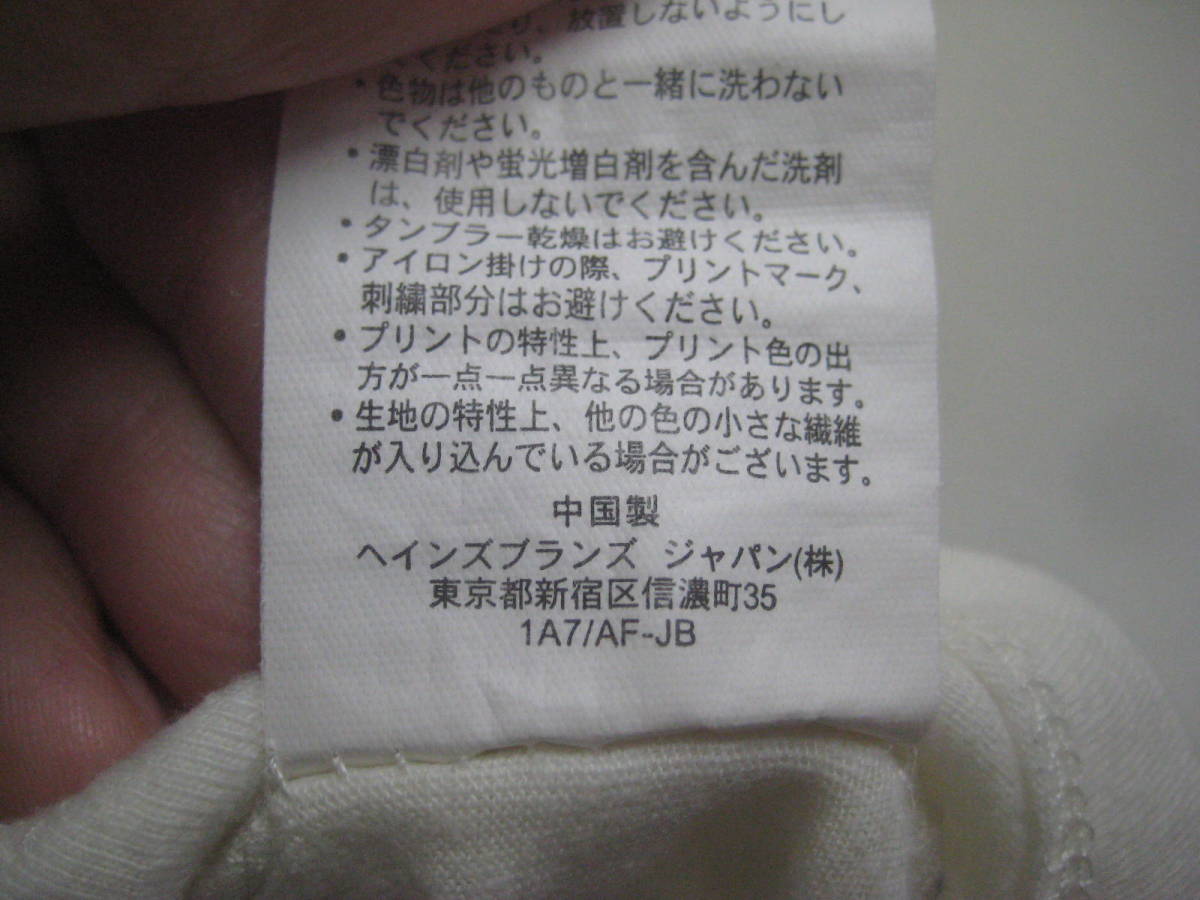 、放置しないようにし
てください。
・色物は他のものと一緒に洗わない
でください。
・漂白剤や蛍光増白剤を含んだ洗剤
は、使用しないでください。
・タンブラー乾燥はお避けください。
・アイロン掛けの際、プリントマーク、
刺繍部分はお避けください。
・プリントの特性上、プリント色の出
方が一点一点異なる場合があります。
・生地の特性上、他の色の小さな繊維
が入り込んでいる場合がございます。
中国製
ヘインズブランズ ジャパン(株)
東京都新宿区信濃町35
1A7/AF-JB